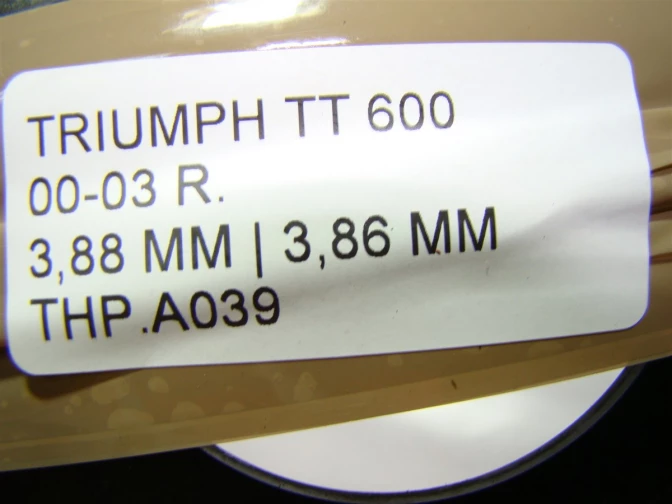 TRIUMPH TT 600
00-03 R.
3,88 MM | 3,86 MM
THP.A039